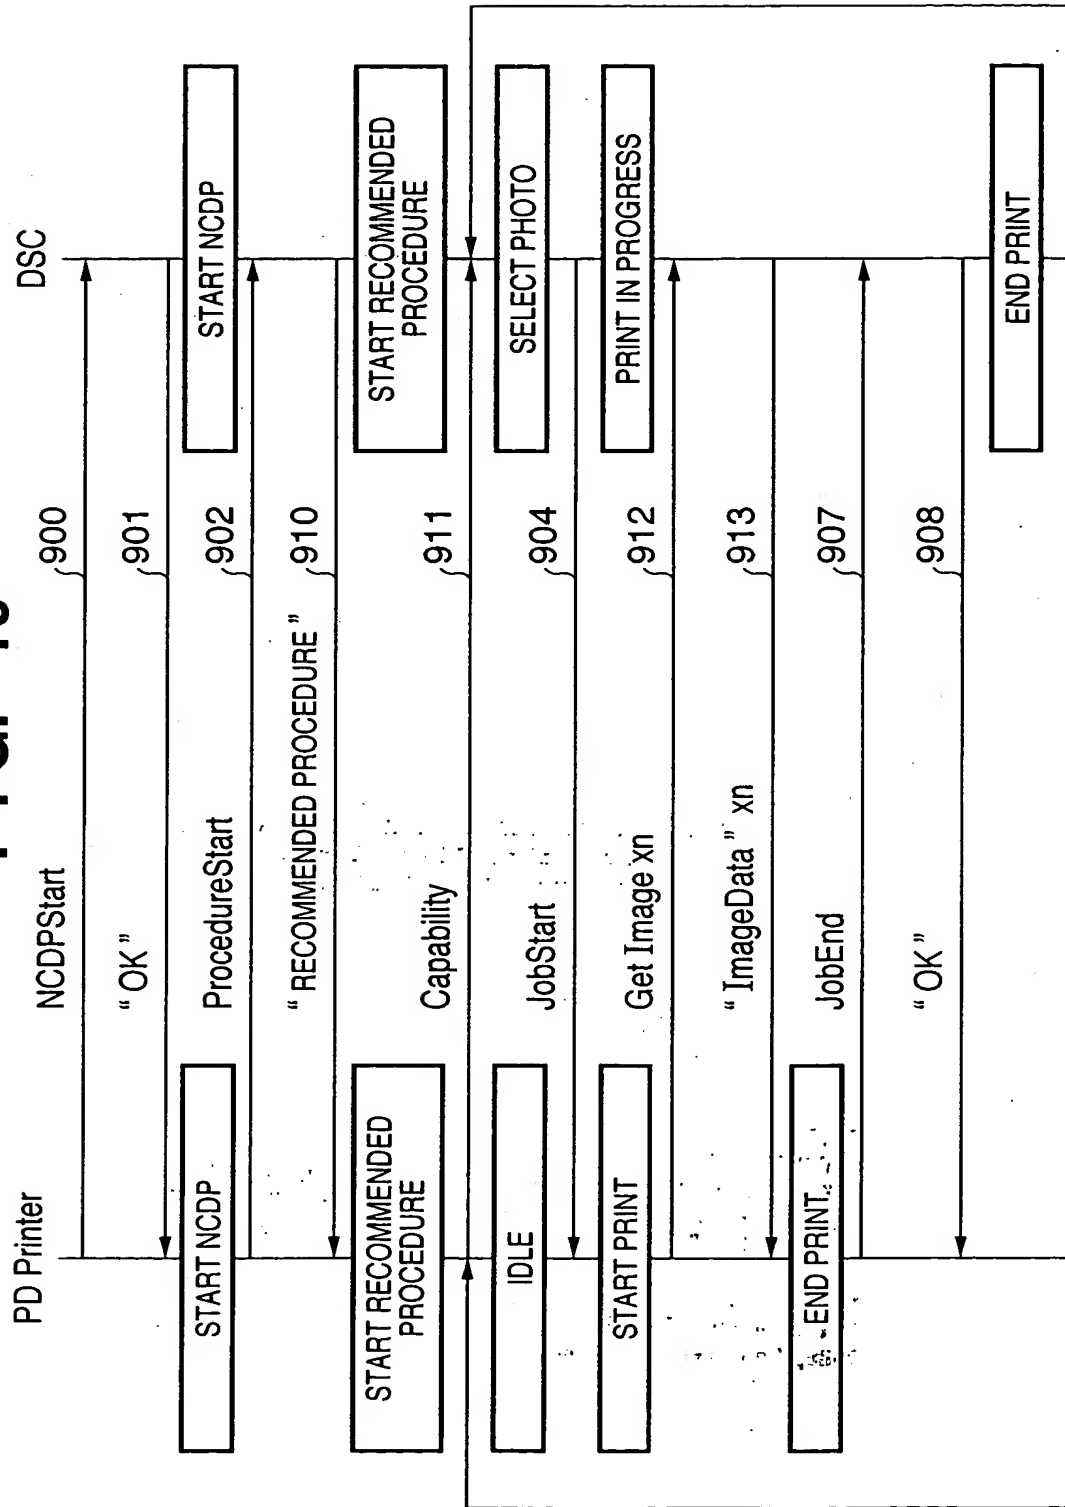 PD Printer
DSC
NCDPStart
900
“ OK ”
901
START NCDP
START NCDP
ProcedureStart
902
“ RECOMMENDED PROCEDURE ”
910
START RECOMMENDED
PROCEDURE
START RECOMMENDED
PROCEDURE
Capability
911
IDLE
SELECT PHOTO
JobStart
904
START PRINT
PRINT IN PROGRESS
Get Image xn
912
“ ImageData ” xn
913
END PRINT
JobEnd
907
“ OK ”
908
END PRINT